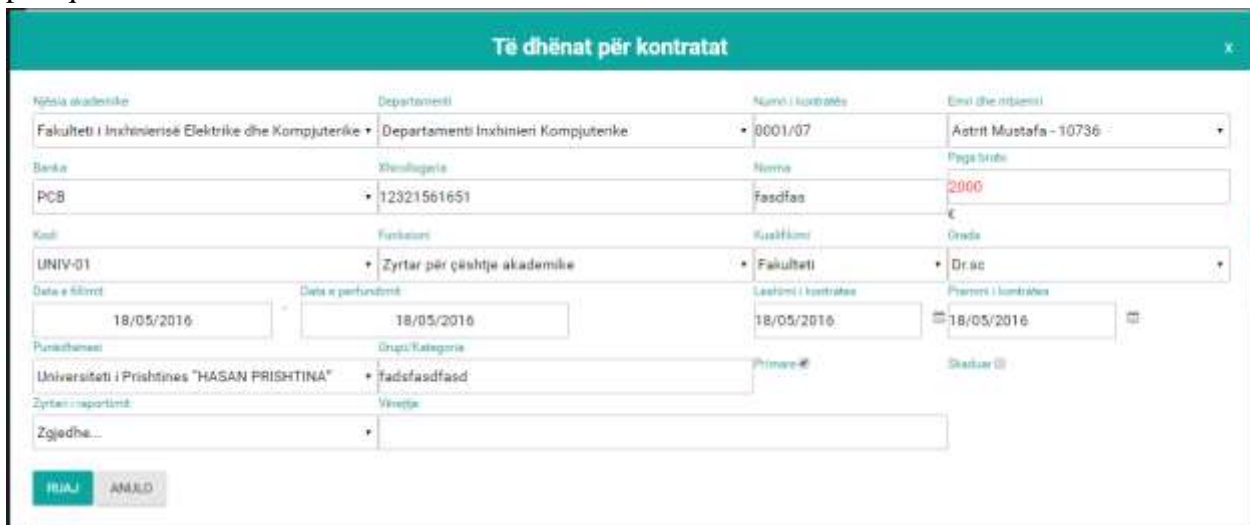 Të dhënat për kontratat x
Njësia akademike Departamenti Numri i kontratës Emri dhe mbiemri
Fakulteti i Inxhinierisë Elektrike dhe Kompjuterike Departamenti Inxhinieri Kompjuterike 0001/07 Astrit Mustafa - 10736
Banka Xhirollogaria Norma Paga bruto
PCB 12321561651 fasdfas 2000
€
Kodi Funksioni Kualifikimi Grada
UNIV-01 Zyrtar për çështje akademike Fakulteti Dr.sc
Data e fillimit Data e perfundimit Lëshimi i kontrates Pranimi i kontrates
18/05/2016 - 18/05/2016 18/05/2016 18/05/2016
Punëdhënësi Grupi/Kategoria Primare Skaduar
Universiteti i Prishtines "HASAN PRISHTINA" fadsfasdfasd
Zyrtari i raportimit Vërejtje
Zgjedhe...
RUAJ ANULO